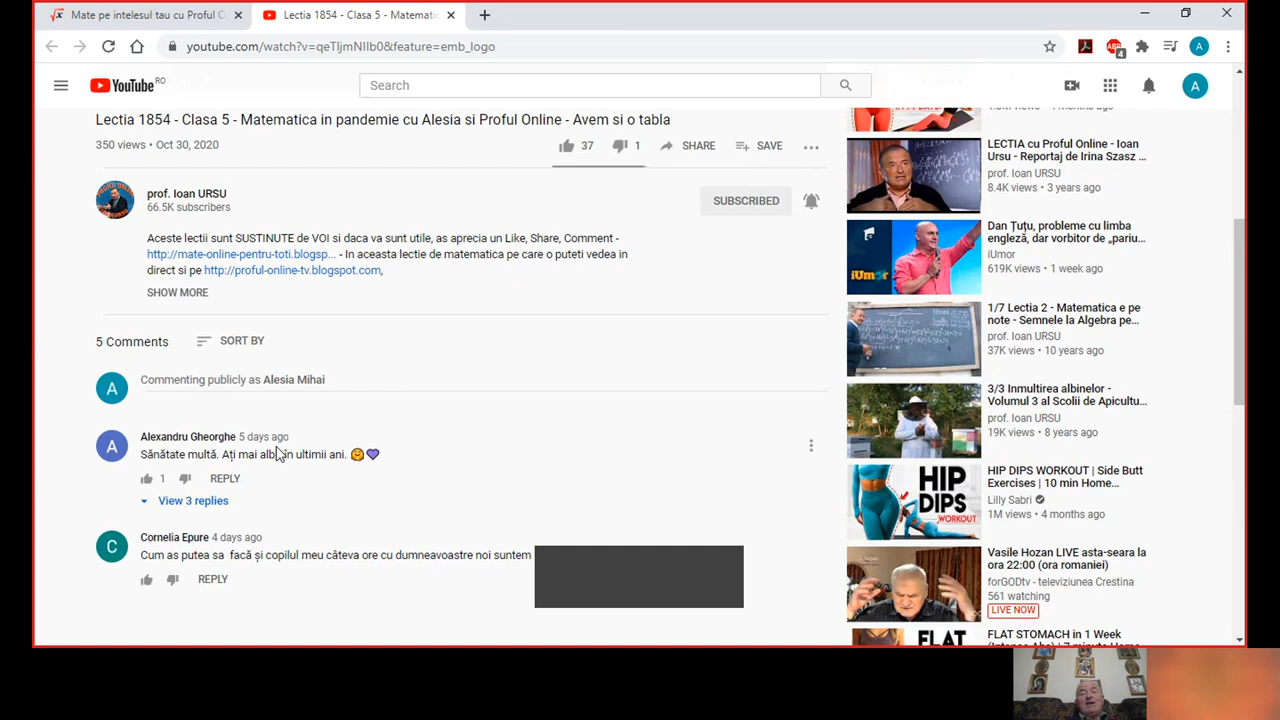 Mate pe intelesul tau cu Proful O
Lectia 1854 - Clasa 5 - Matemati
youtube.com/watch?v=qeTIjmNIIb0&feature=emb_logo
4
A
YouTube RO
Search
A
Lectia 1854 - Clasa 5 - Matematica in pandemie cu Alesia si Proful Online - Avem si o tabla
350 views • Oct 30, 2020
37
1
SHARE
SAVE
prof. Ioan URSU
66.5K subscribers
SUBSCRIBED
Aceste lectii sunt SUSTINUTE de VOI si daca va sunt utile, as aprecia un Like, Share, Comment -
http://mate-online-pentru-toti.blogsp... - In aceasta lectie de matematica pe care o puteti vedea in
direct si pe http://proful-online-tv.blogspot.com,
SHOW MORE
5 Comments
SORT BY
A
Commenting publicly as Alesia Mihai
A
Alexandru Gheorghe 5 days ago
Sănătate multă. Ați mai albit în ultimii ani. 🤗💜
1
REPLY
View 3 replies
C
Cornelia Epure 4 days ago
Cum as putea sa facă și copilul meu câteva ore cu dumneavoastre noi suntem
REPLY
LECTIA cu Proful Online - Ioan
Ursu - Reportaj de Irina Szasz ...
prof. Ioan URSU
8.4K views • 3 years ago
Dan Țuțu, probleme cu limba
engleză, dar vorbitor de „pariu...
iUmor
619K views • 1 week ago
iUmor
1/7 Lectia 2 - Matematica e pe
note - Semnele la Algebra pe...
prof. Ioan URSU
37K views • 10 years ago
3/3 Inmultirea albinelor -
Volumul 3 al Scolii de Apicultu...
prof. Ioan URSU
19K views • 8 years ago
HIP
DIPS
WORKOUT
HIP DIPS WORKOUT | Side Butt
Exercises | 10 min Home...
Lilly Sabri
1M views • 4 months ago
Vasile Hozan LIVE asta-seara la
ora 22:00 (ora romaniei)
forGODtv - televiziunea Crestina
561 watching
LIVE NOW
FLAT
FLAT STOMACH in 1 Week